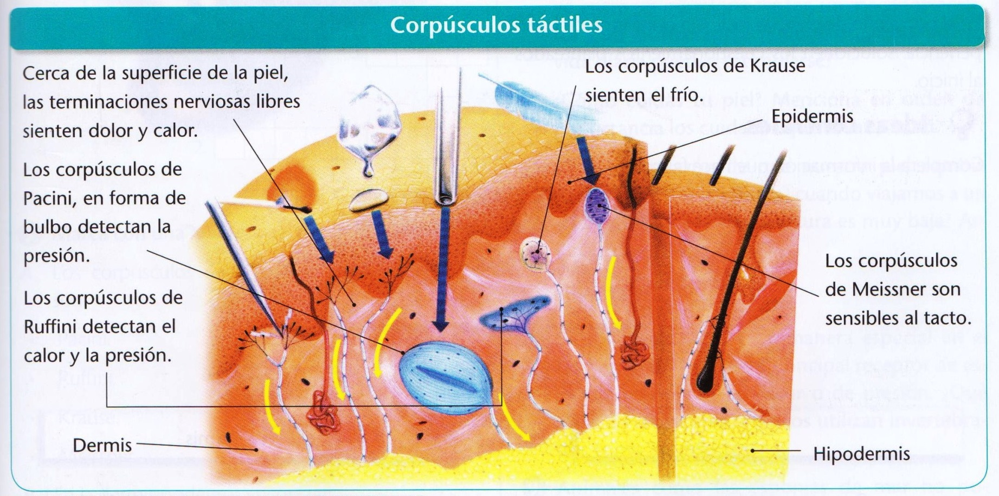 Corpúsculos táctiles
Cerca de la superficie de la piel,
las terminaciones nerviosas libres
sienten dolor y calor.
Los corpúsculos de
Pacini, en forma de
bulbo detectan la
presión.
Los corpúsculos de
Ruffini detectan el
calor y la presión.
Dermis
Los corpúsculos de Krause
sienten el frío.
Epidermis
Los corpúsculos
de Meissner son
sensibles al tacto.
Hipodermis